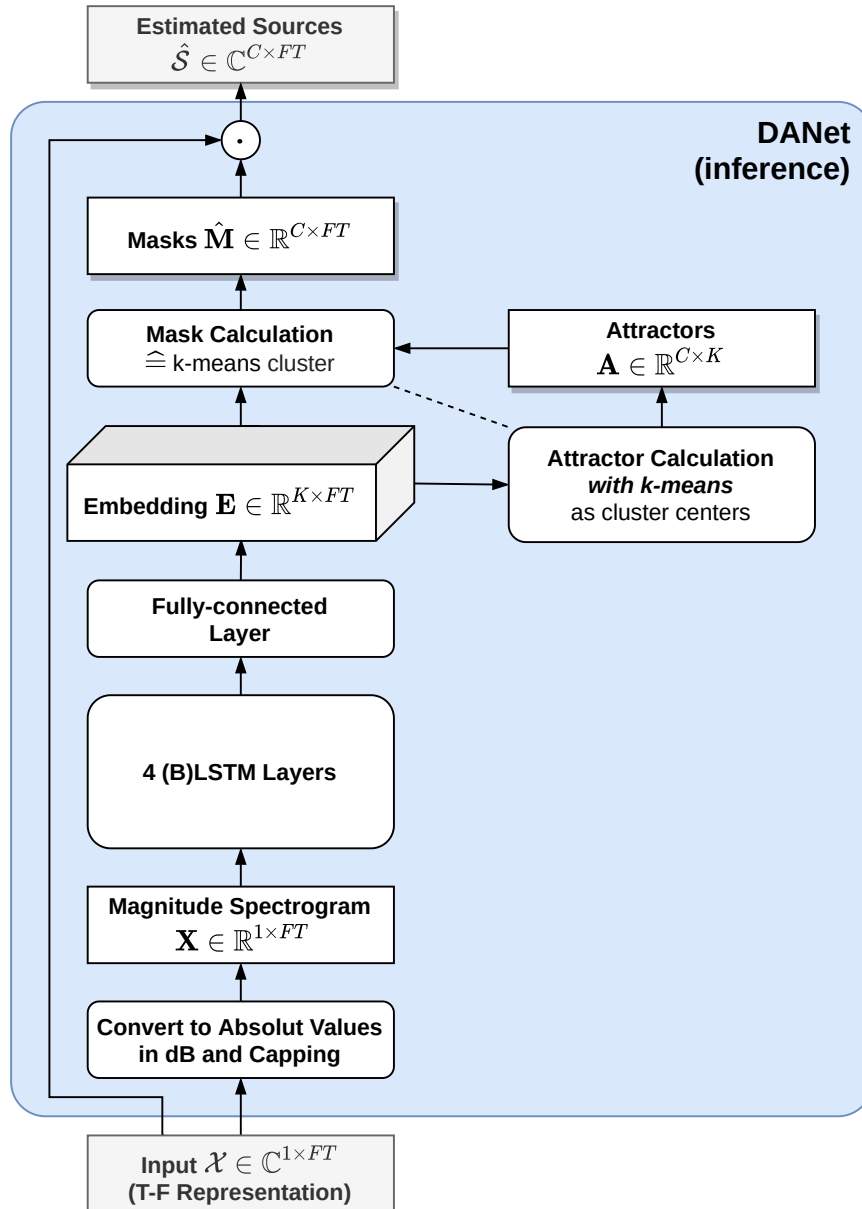 Estimated Sources
𝒮̂ ∈ ℂ^{C×FT}
·
DANet
(inference)
Masks M̂ ∈ ℝ^{C×FT}
Mask Calculation
≙ k-means cluster
Attractors
A ∈ ℝ^{C×K}
Embedding E ∈ ℝ^{K×FT}
Attractor Calculation
with k-means
as cluster centers
Fully-connected
Layer
4 (B)LSTM Layers
Magnitude Spectrogram
X ∈ ℝ^{1×FT}
Convert to Absolut Values
in dB and Capping
Input 𝒳 ∈ ℂ^{1×FT}
(T-F Representation)